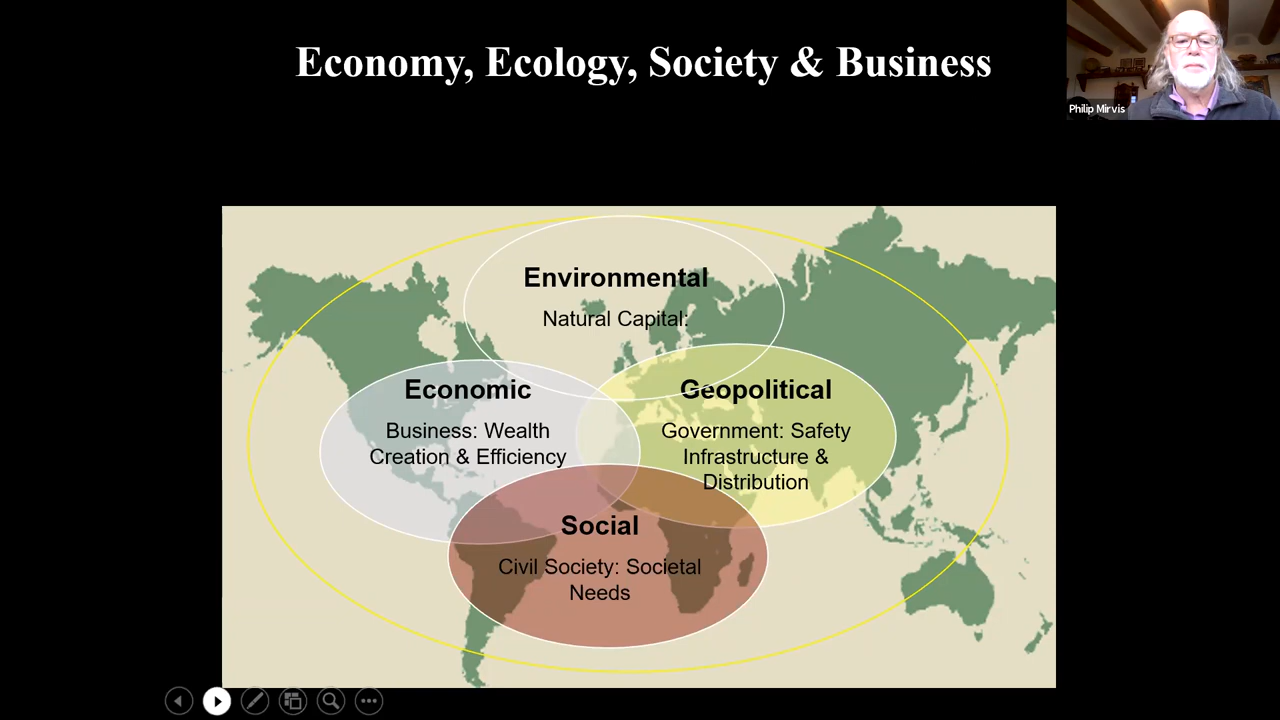 Economy, Ecology, Society & Business
Philip Mirvis
Environmental
Natural Capital:
Economic
Business: Wealth
Creation & Efficiency
Geopolitical
Government: Safety
Infrastructure &
Distribution
Social
Civil Society: Societal
Needs